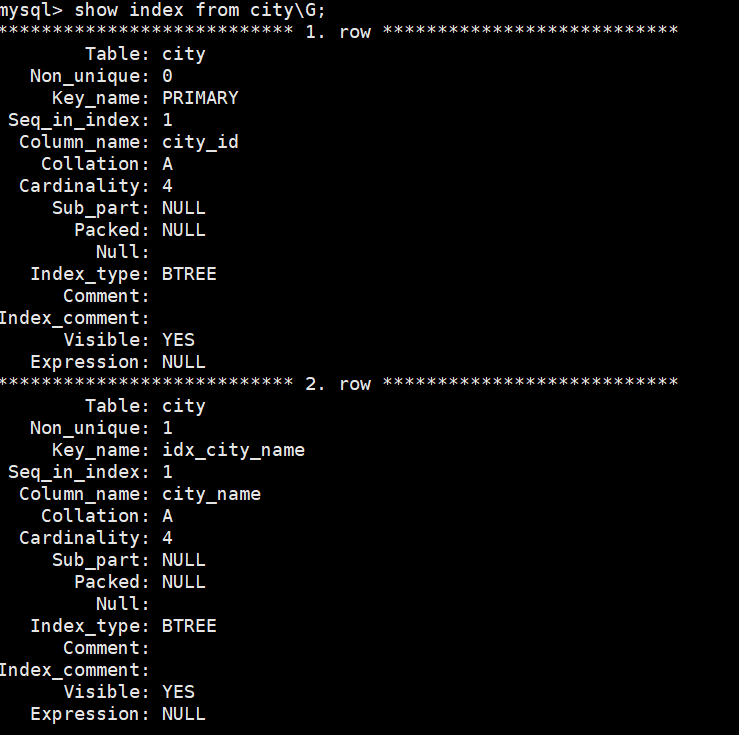 mysql> show index from city\G;
*************************** 1. row ***************************
Table: city
Non_unique: 0
Key_name: PRIMARY
Seq_in_index: 1
Column_name: city_id
Collation: A
Cardinality: 4
Sub_part: NULL
Packed: NULL
Null:
Index_type: BTREE
Comment:
Index_comment:
Visible: YES
Expression: NULL
*************************** 2. row ***************************
Table: city
Non_unique: 1
Key_name: idx_city_name
Seq_in_index: 1
Column_name: city_name
Collation: A
Cardinality: 4
Sub_part: NULL
Packed: NULL
Null:
Index_type: BTREE
Comment:
Index_comment:
Visible: YES
Expression: NULL